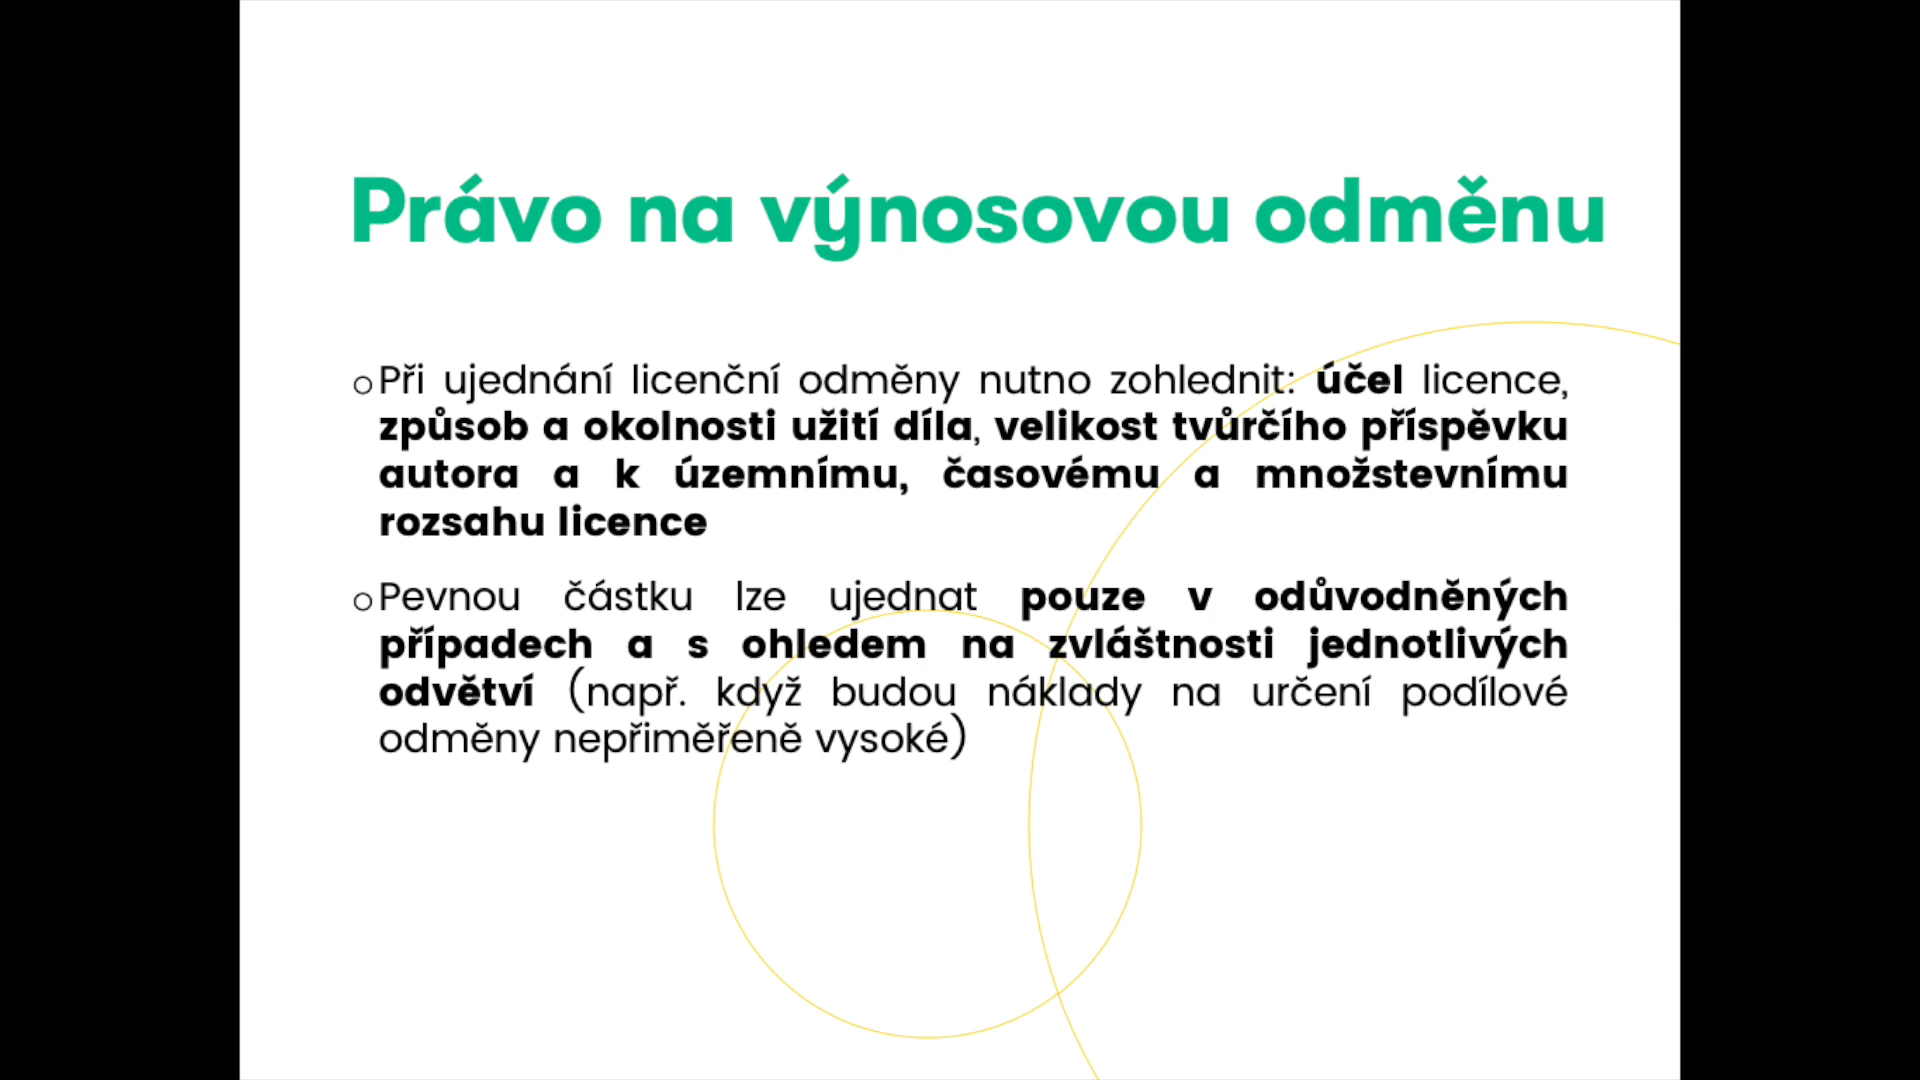 Právo na výnosovou odměnu
○ Při ujednání licenční odměny nutno zohlednit: účel licence,
způsob a okolnosti užití díla, velikost tvůrčího příspěvku
autora a k územnímu, časovému a množstevnímu
rozsahu licence
○ Pevnou částku lze ujednat pouze v odůvodněných
případech a s ohledem na zvláštnosti jednotlivých
odvětví (např. když budou náklady na určení podílové
odměny nepřiměřeně vysoké)